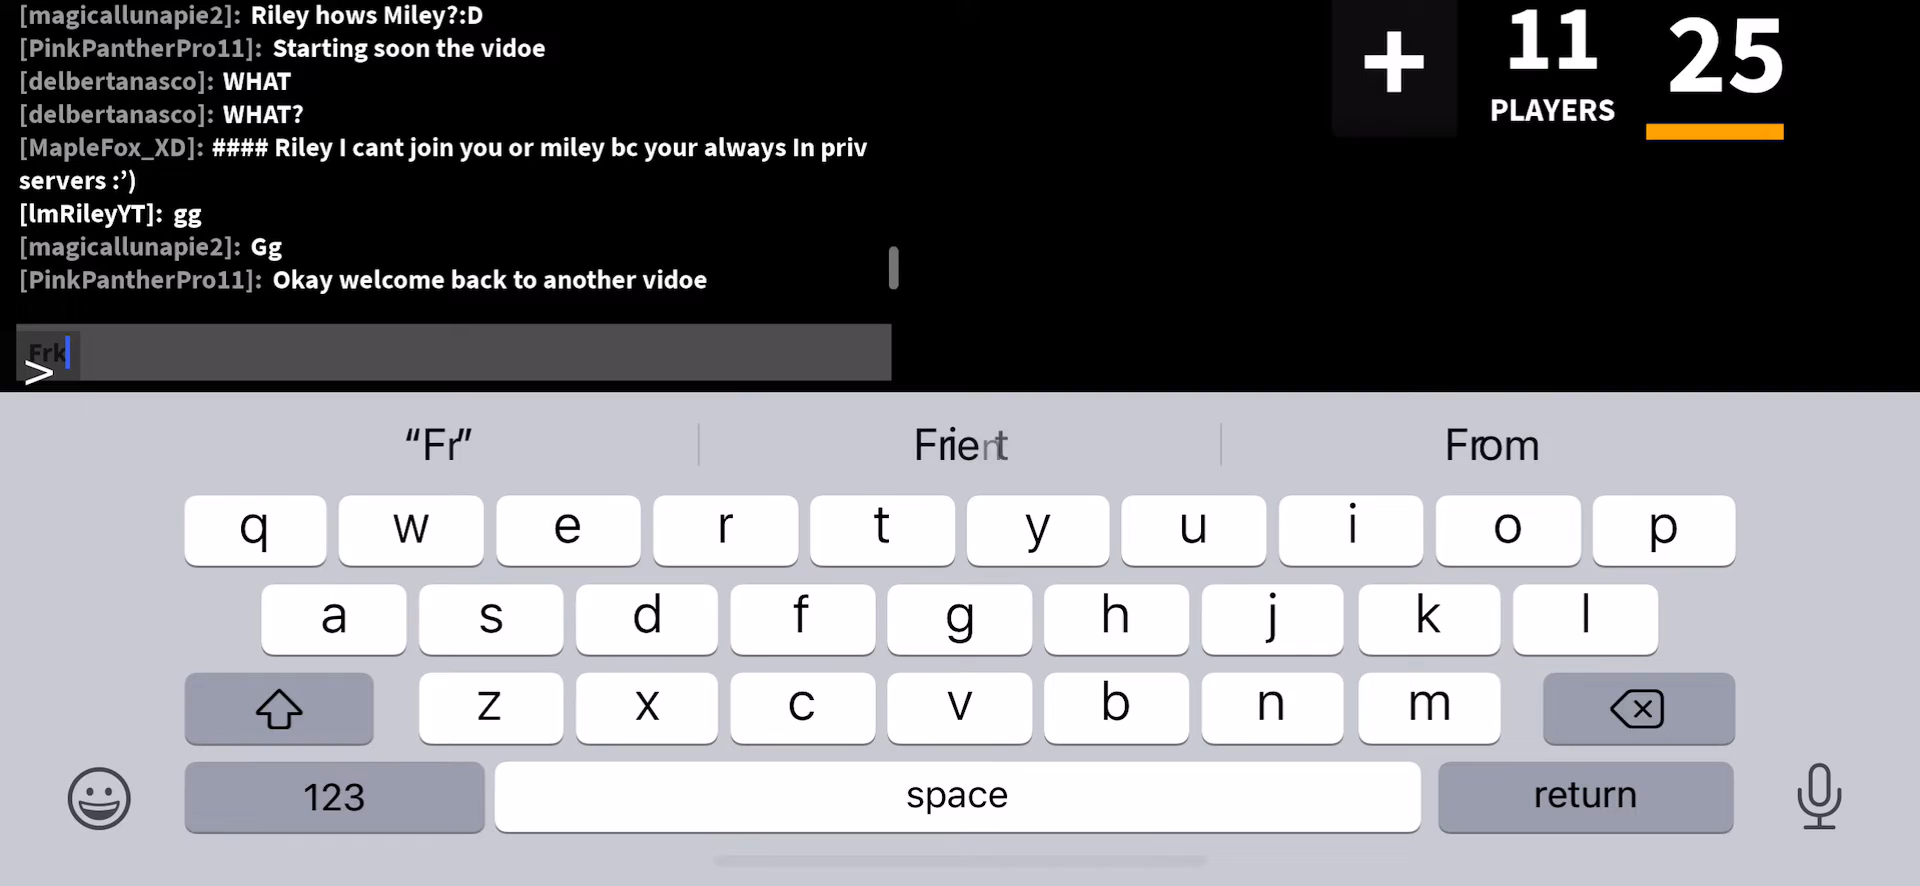 [magicallunapie2]: Riley hows Miley?:D
[PinkPantherPro11]: Starting soon the vidoe
[delbertanasco]: WHAT
[delbertanasco]: WHAT?
[MapleFox_XD]: #### Riley I cant join you or miley bc your always In priv
servers :’)
[lmRileyYT]: gg
[magicallunapie2]: Gg
[PinkPantherPro11]: Okay welcome back to another vidoe
+ 11 25
PLAYERS
Frk
>
“Fr” From
q w e r t y u i o p
a s d f g h j k l
z x c v b n m
123 space return